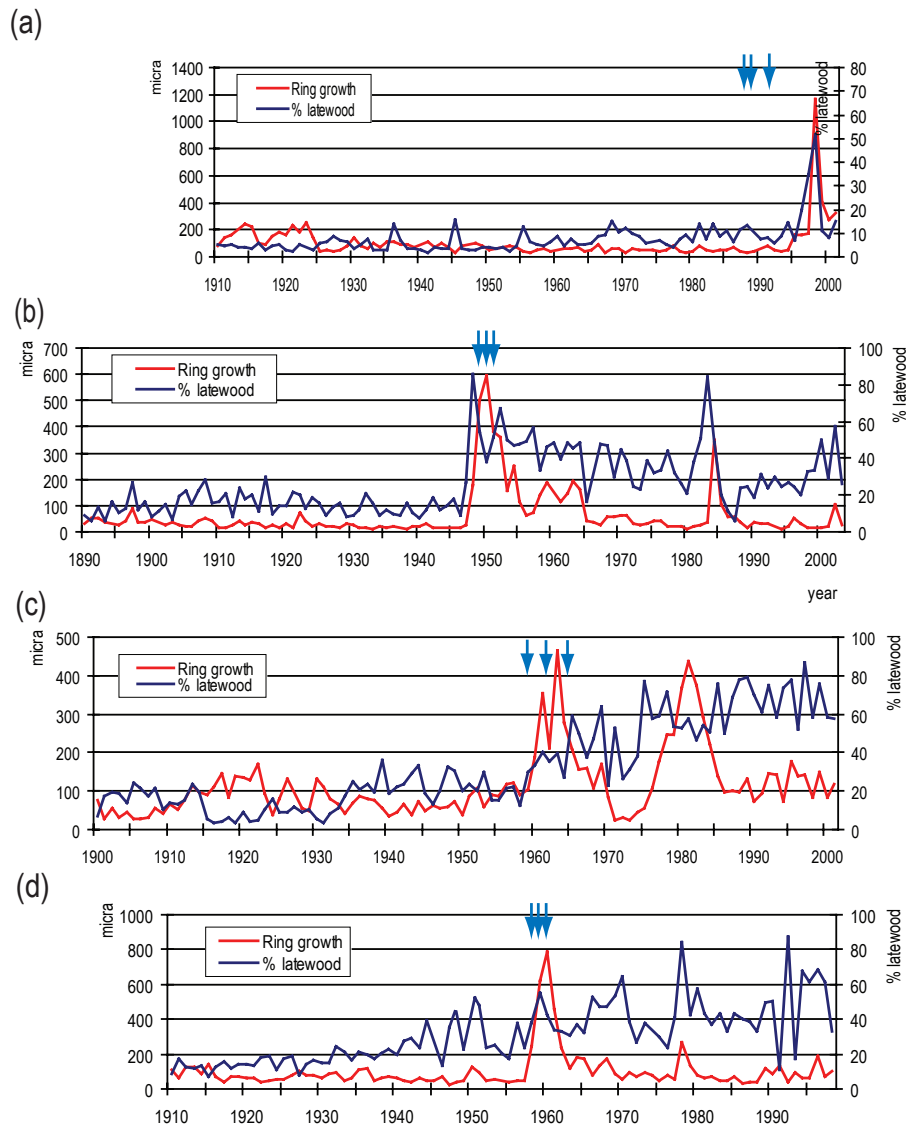 (a)
micra
% latewood
1400 1200 1000 800 600 400 200 0
Ring growth
% latewood
80 70 60 50 40 30 20 10 0
1910 1920 1930 1940 1950 1960 1970 1980 1990 2000
(b)
micra
% latewood
700 600 500 400 300 200 100 0
Ring growth
% latewood
100 80 60 40 20 0
1890 1900 1910 1920 1930 1940 1950 1960 1970 1980 1990 2000
year
(c)
micra
% latewood
500 400 300 200 100 0
Ring growth
% latewood
100 80 60 40 20 0
1900 1910 1920 1930 1940 1950 1960 1970 1980 1990 2000
(d)
micra
% latewood
1000 800 600 400 200 0
Ring growth
% latewood
100 80 60 40 20 0
1910 1920 1930 1940 1950 1960 1970 1980 1990